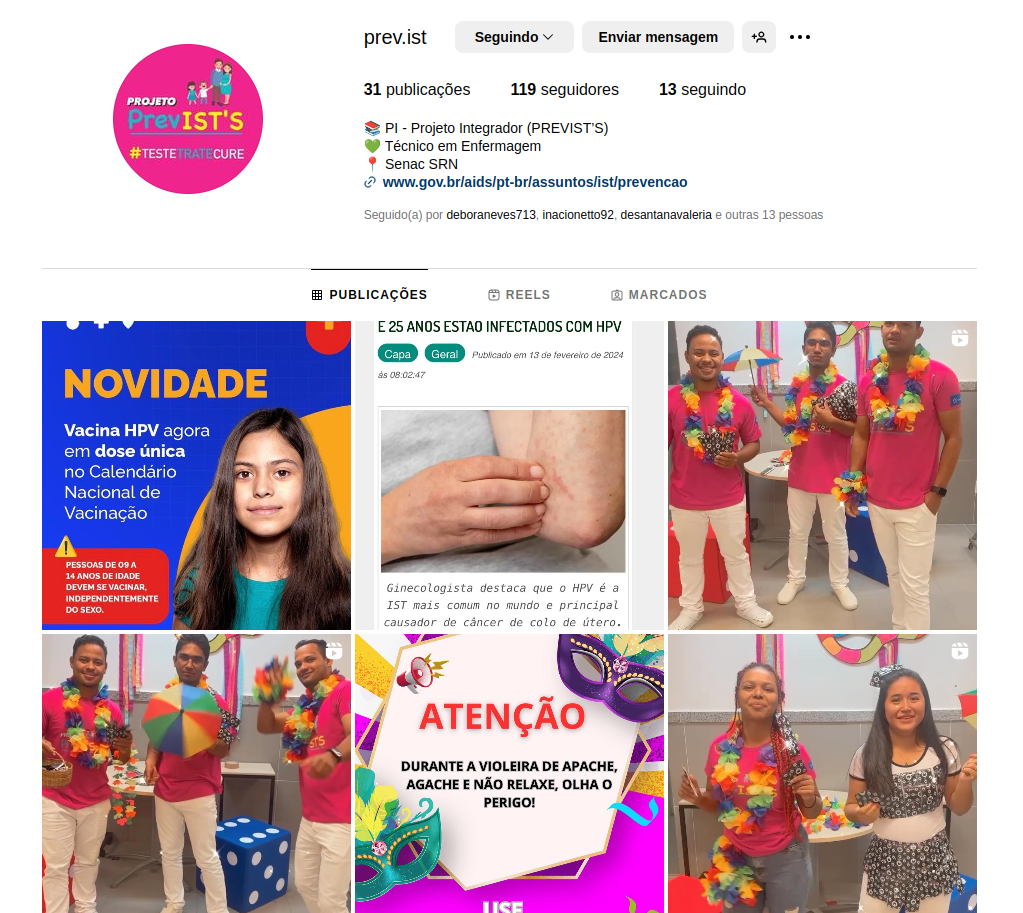 prev.ist
Seguindo
Enviar mensagem
31 publicações
119 seguidores
13 seguindo
PROJETO
PrevIST'S
#TESTETRATECURE
📚 PI - Projeto Integrador (PREVIST’S)
💚 Técnico em Enfermagem
📍 Senac SRN
www.gov.br/aids/pt-br/assuntos/ist/prevencao
Seguido(a) por deboraneves713, inacionetto92, desantanavaleria e outras 13 pessoas
PUBLICAÇÕES
REELS
MARCADOS
NOVIDADE
Vacina HPV agora
em dose única
no Calendário
Nacional de
Vacinação
PESSOAS DE 09 A
14 ANOS DE IDADE
DEVEM SE VACINAR,
INDEPENDENTEMENTE
DO SEXO.
E 25 ANOS ESTÃO INFECTADOS COM HPV
Capa
Geral
Publicado em 13 de fevereiro de 2024
às 08:02:47
Ginecologista destaca que o HPV é a
IST mais comum no mundo e principal
causador de câncer de colo de útero.
ATENÇÃO
DURANTE A VIOLEIRA DE APACHE,
AGACHE E NÃO RELAXE, OLHA O
PERIGO!
USE